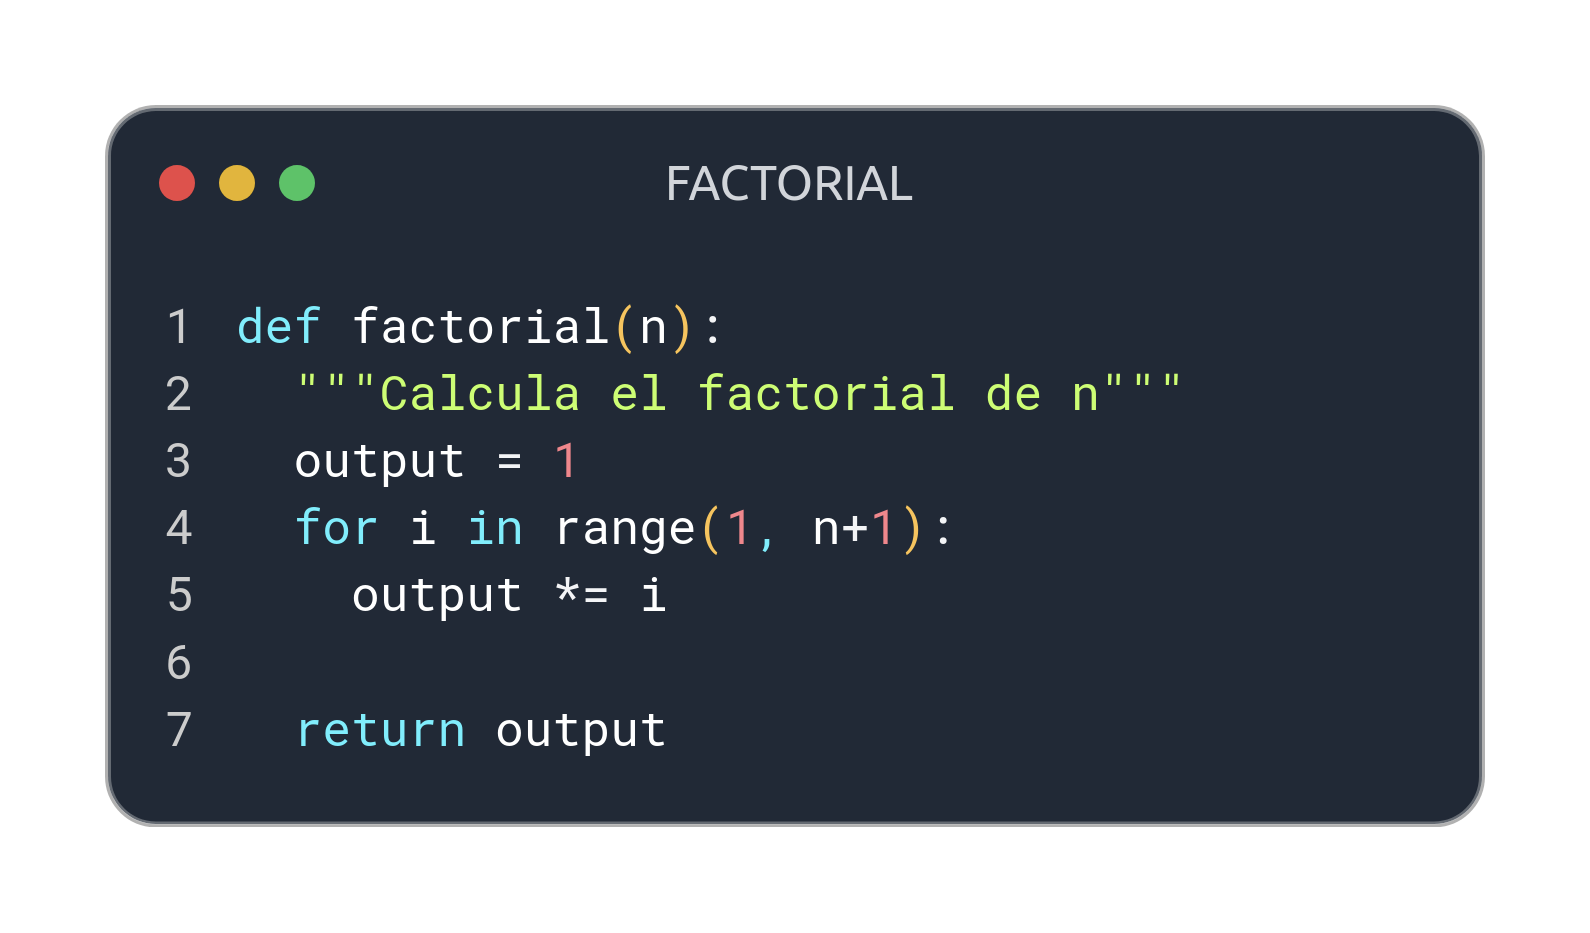 FACTORIAL
1 def factorial(n):
2   """Calcula el factorial de n"""
3   output = 1
4   for i in range(1, n+1):
5     output *= i
6
7   return output